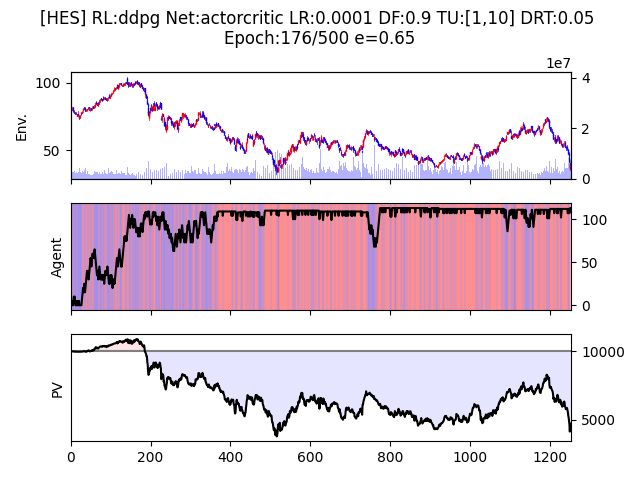 [HES] RL:ddpg Net:actorcritic LR:0.0001 DF:0.9 TU:[1,10] DRT:0.05
Epoch:176/500 e=0.65
1e7
Env.
100
50
4
2
0
Agent
100
50
0
PV
10000
5000
0 200 400 600 800 1000 1200